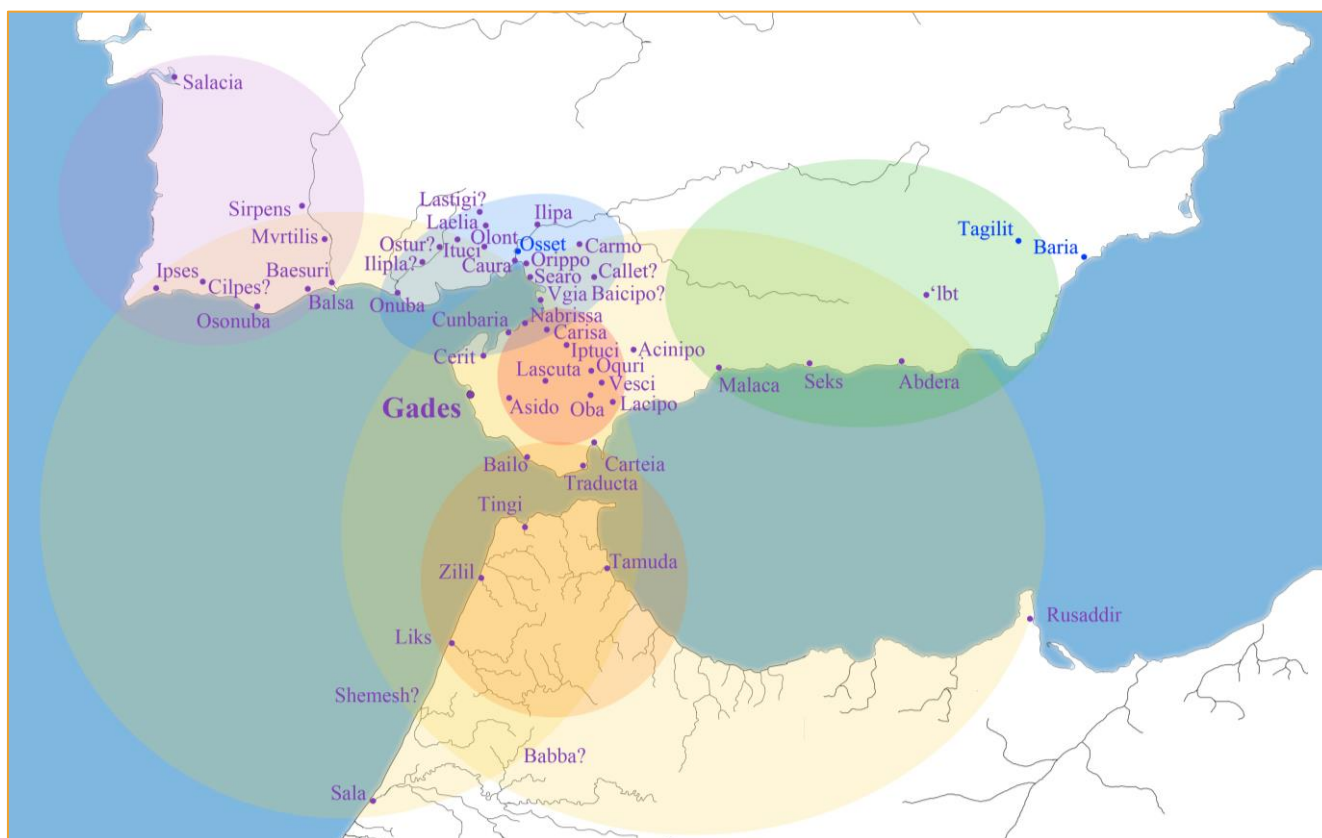 Salacia
Sirpens
Mvrtilis
Ipses
Cilpes?
Baesuri
Osonuba
Balsa
Lastigi?
Laelia
Ilipa
Ostur?
Olont
Ituci
Osset
Carmo
Ilipla?
Caura
Orippo
Searo
Callet?
Onuba
Vgia
Baicipo?
Cunbaria
Nabrissa
Carisa
Cerit
Iptuci
Acinipo
Lascuta
Oquri
Vesci
Gades
Asido
Oba
Lacipo
Tagilit
Baria
‘lbt
Malaca
Seks
Abdera
Bailo
Carteia
Traducta
Tingi
Zilil
Tamuda
Liks
Rusaddir
Shemesh?
Babba?
Sala